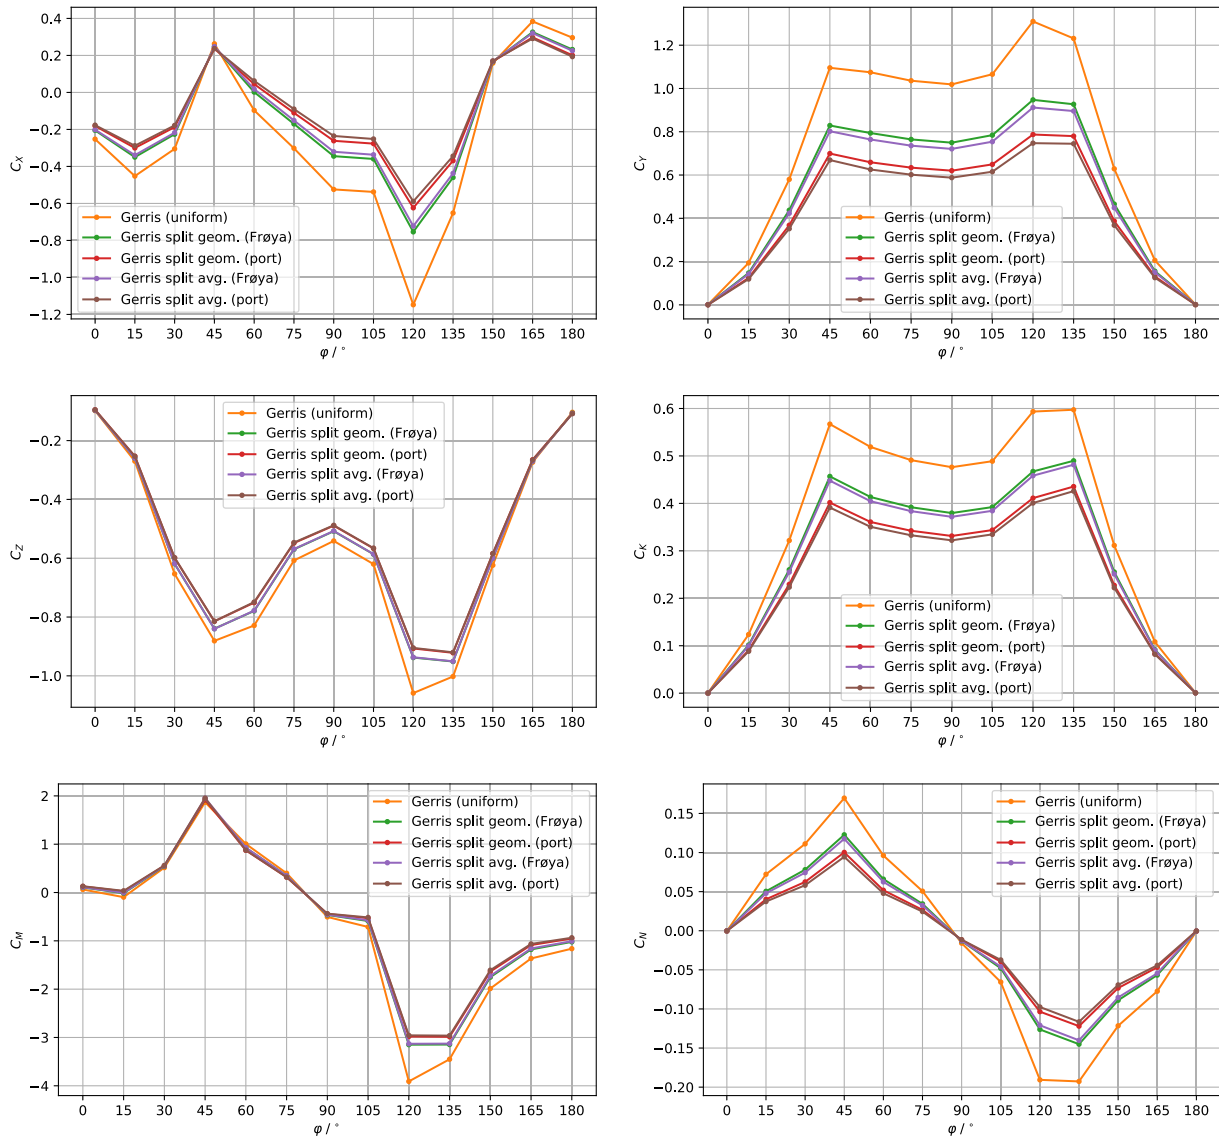 0.4
0.2
0.0
−0.2
−0.4
−0.6
−0.8
−1.0
−1.2
C_X
Gerris (uniform)
Gerris split geom. (Frøya)
Gerris split geom. (port)
Gerris split avg. (Frøya)
Gerris split avg. (port)
0 15 30 45 60 75 90 105 120 135 150 165 180
φ / °
1.2
1.0
0.8
0.6
0.4
0.2
0.0
C_Y
Gerris (uniform)
Gerris split geom. (Frøya)
Gerris split geom. (port)
Gerris split avg. (Frøya)
Gerris split avg. (port)
0 15 30 45 60 75 90 105 120 135 150 165 180
φ / °
−0.2
−0.4
−0.6
−0.8
−1.0
C_Z
Gerris (uniform)
Gerris split geom. (Frøya)
Gerris split geom. (port)
Gerris split avg. (Frøya)
Gerris split avg. (port)
0 15 30 45 60 75 90 105 120 135 150 165 180
φ / °
0.6
0.5
0.4
0.3
0.2
0.1
0.0
C_K
Gerris (uniform)
Gerris split geom. (Frøya)
Gerris split geom. (port)
Gerris split avg. (Frøya)
Gerris split avg. (port)
0 15 30 45 60 75 90 105 120 135 150 165 180
φ / °
2
1
0
−1
−2
−3
−4
C_M
Gerris (uniform)
Gerris split geom. (Frøya)
Gerris split geom. (port)
Gerris split avg. (Frøya)
Gerris split avg. (port)
0 15 30 45 60 75 90 105 120 135 150 165 180
φ / °
0.15
0.10
0.05
0.00
−0.05
−0.10
−0.15
−0.20
C_N
Gerris (uniform)
Gerris split geom. (Frøya)
Gerris split geom. (port)
Gerris split avg. (Frøya)
Gerris split avg. (port)
0 15 30 45 60 75 90 105 120 135 150 165 180
φ / °